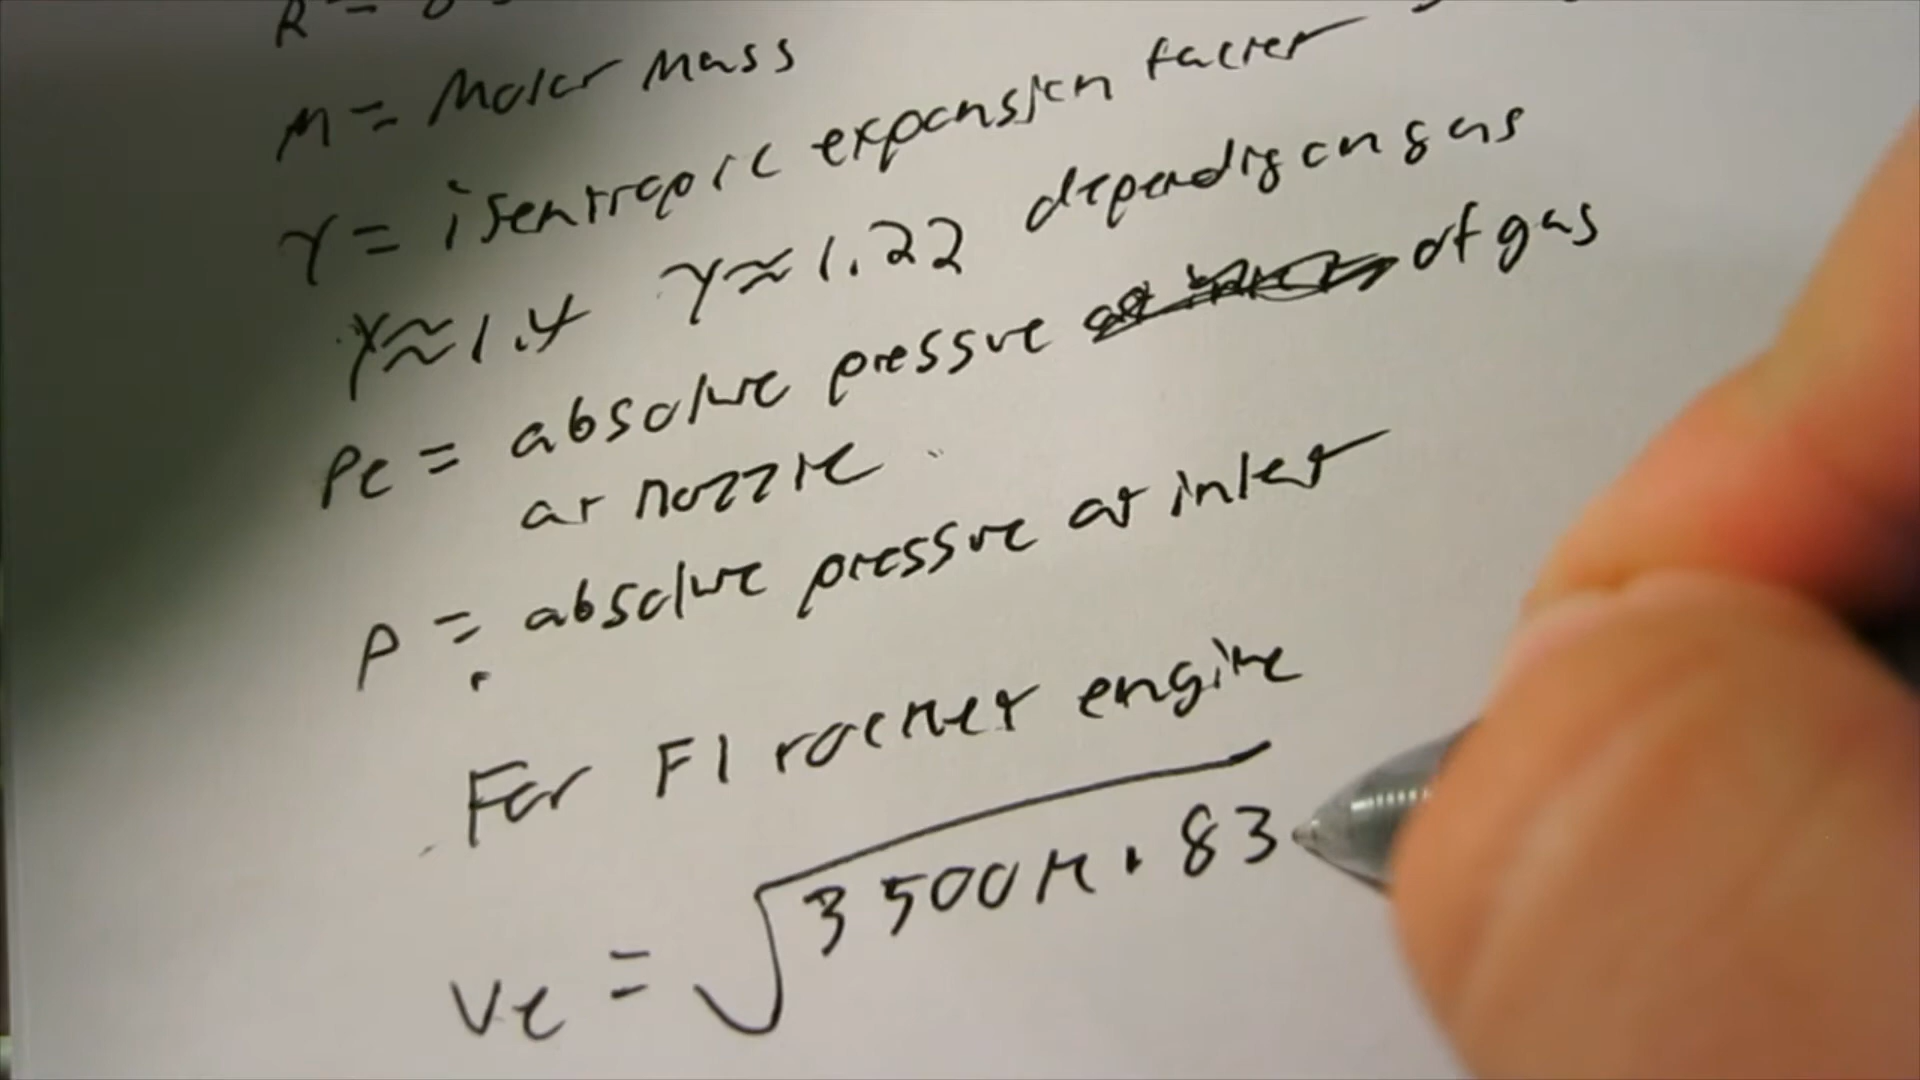 R = 8
M = Molar Mass
γ = isentropic expansion factor
γ ≈ 1.4 γ ≈ 1.22 depending on gas
Pe = absolute pressure of gas
at nozzle
P = absolute pressure at inlet
For F1 rocket engine
Ve = √3500K · 83